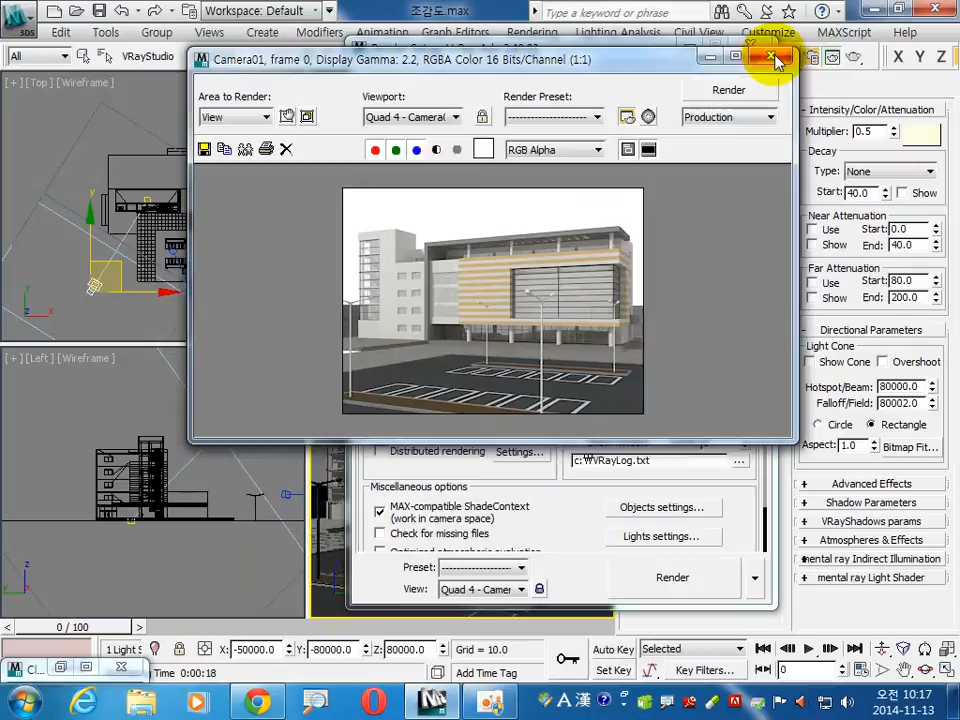 3DS
Workspace: Default
조감도.max
Type a keyword or phrase
Edit Tools Group Views Create Modifiers Animation Graph Editors Rendering Lighting Analysis Civil View Customize MAXScript Help
All
VRayStudio
X Y Z
[+] [Top] [Wireframe]
y
x
[+] [Left] [Wireframe]
Camera01, frame 0, Display Gamma: 2.2, RGBA Color 16 Bits/Channel (1:1)
Area to Render:
View
Viewport:
Quad 4 - Camera(
Render Preset:
Render
Production
RGB Alpha
Distributed rendering Settings...
c:\VRayLog.txt
...
Miscellaneous options
MAX-compatible ShadeContext
(work in camera space)
Check for missing files
Objects settings...
Lights settings...
Preset:
View: Quad 4 - Camer
Render
- Intensity/Color/Attenuation
Multiplier: 0.5
Decay
Type: None
Start: 40.0 Show
Near Attenuation
Use Start: 0.0
Show End: 40.0
Far Attenuation
Use Start: 80.0
Show End: 200.0
- Directional Parameters
Light Cone
Show Cone Overshoot
Hotspot/Beam: 80000.0
Falloff/Field: 80002.0
Circle Rectangle
Aspect: 1.0 Bitmap Fit...
+ Advanced Effects
+ Shadow Parameters
+ VRayShadows params
+ Atmospheres & Effects
+ mental ray Indirect Illumination
+ mental ray Light Shader
< 0 / 100 >
1 Light S
X: -50000.0 Y: -80000.0 Z: 80000.0
Grid = 10.0
Auto Key Selected
Set Key Key Filters...
0
Cl
Time 0:00:18
Add Time Tag
A 漢
오전 10:17
2014-11-13